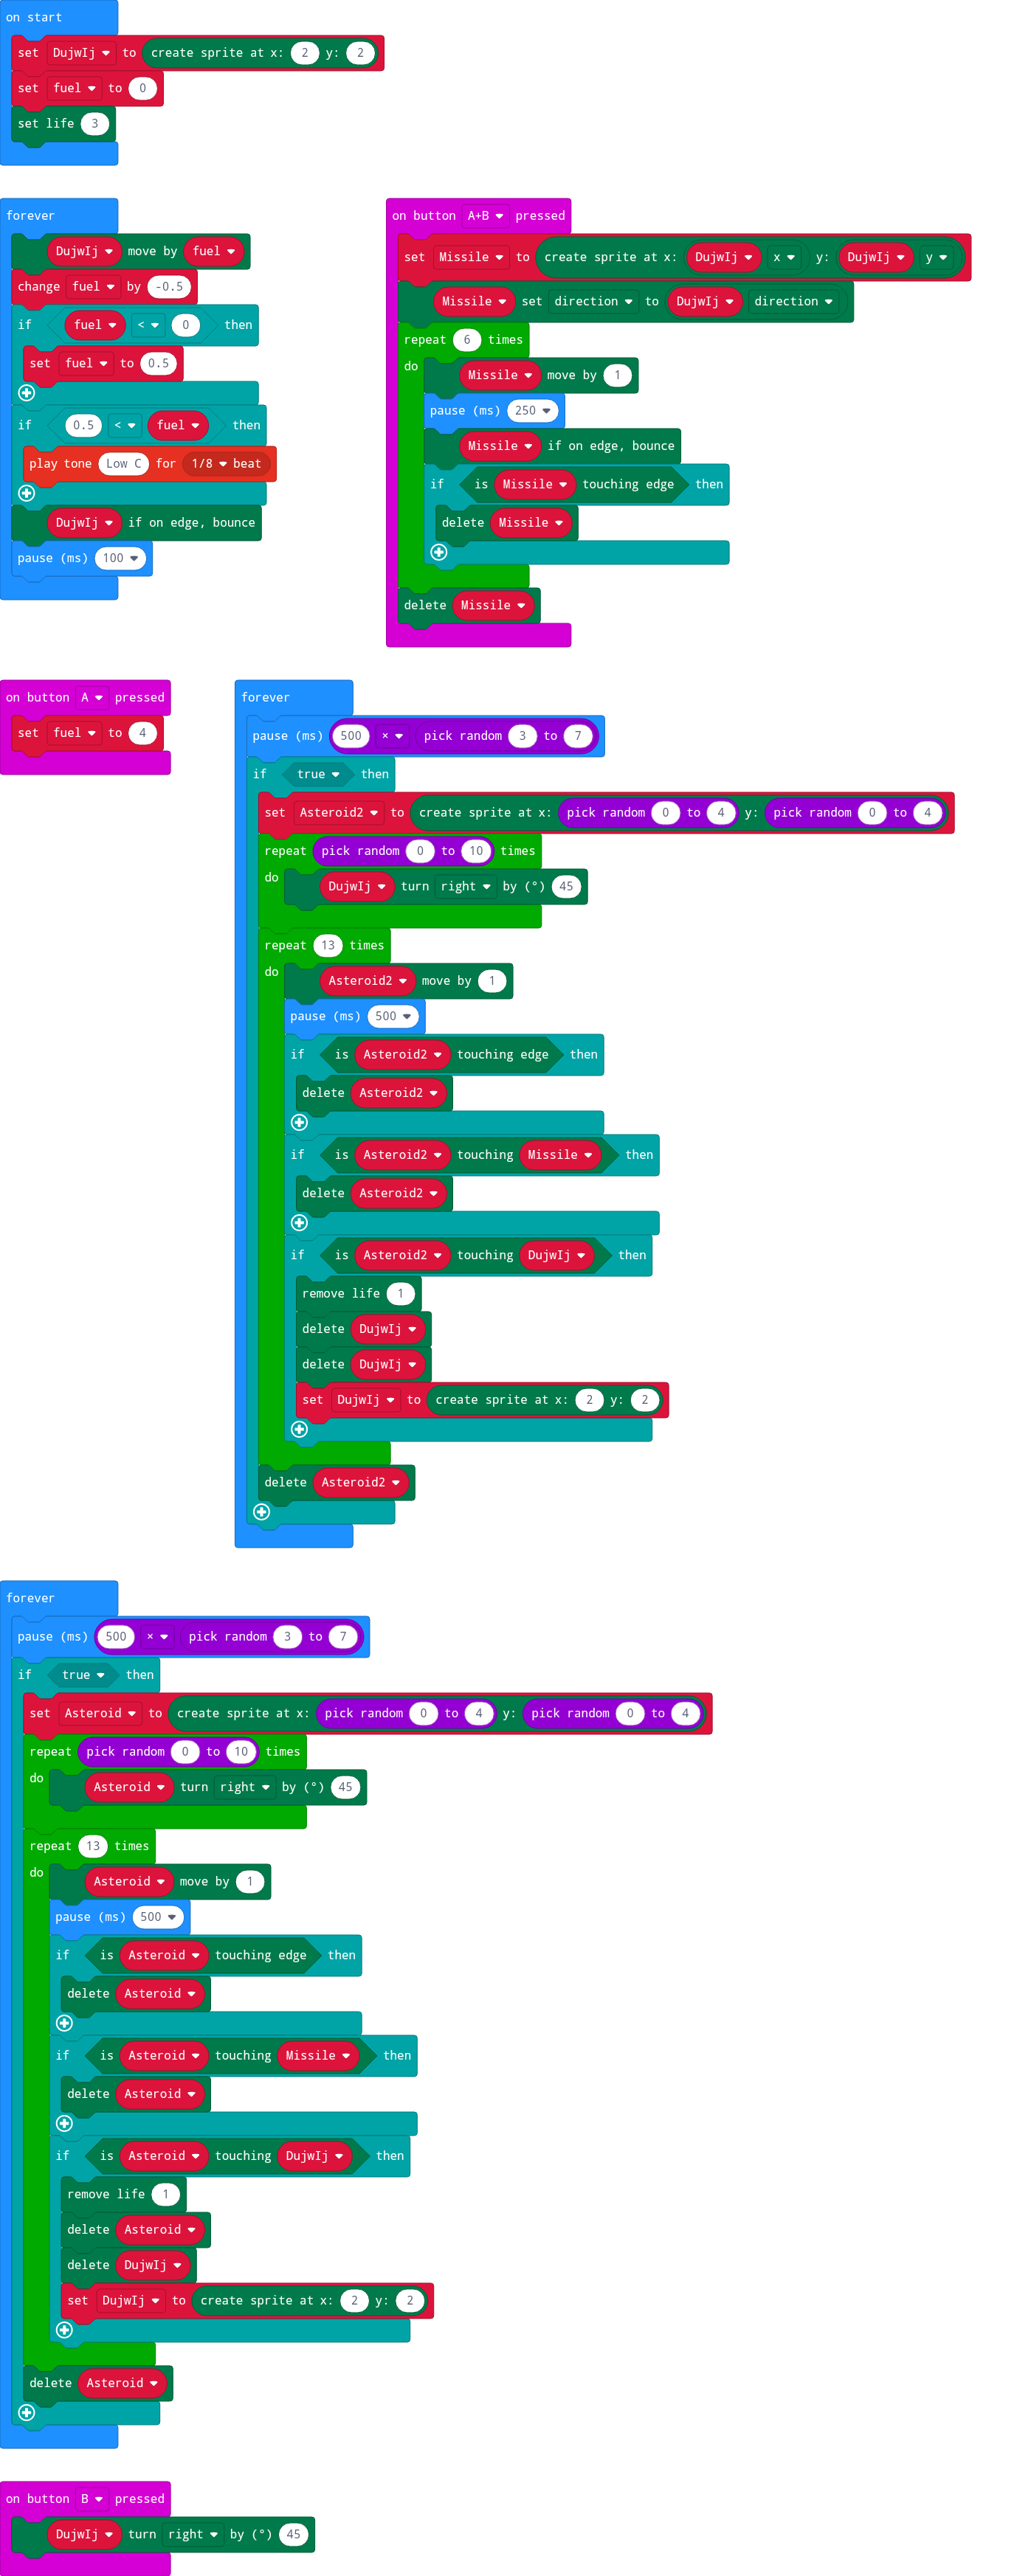 on start
set DujwIj to create sprite at x: 2 y: 2
set fuel to 0
set life 3
forever
DujwIj move by fuel
change fuel by -0.5
if fuel < 0 then
set fuel to 0.5
if 0.5 < fuel then
play tone Low C for 1/8 beat
DujwIj if on edge, bounce
pause (ms) 100
on button A+B pressed
set Missile to create sprite at x: DujwIj x y: DujwIj y
Missile set direction to DujwIj direction
repeat 6 times
do Missile move by 1
pause (ms) 250
Missile if on edge, bounce
if is Missile touching edge then
delete Missile
delete Missile
on button A pressed
set fuel to 4
forever
pause (ms) 500 × pick random 3 to 7
if true then
set Asteroid2 to create sprite at x: pick random 0 to 4 y: pick random 0 to 4
repeat pick random 0 to 10 times
do DujwIj turn right by (°) 45
repeat 13 times
do Asteroid2 move by 1
pause (ms) 500
if is Asteroid2 touching edge then
delete Asteroid2
if is Asteroid2 touching Missile then
delete Asteroid2
if is Asteroid2 touching DujwIj then
remove life 1
delete DujwIj
delete DujwIj
set DujwIj to create sprite at x: 2 y: 2
delete Asteroid2
forever
pause (ms) 500 × pick random 3 to 7
if true then
set Asteroid to create sprite at x: pick random 0 to 4 y: pick random 0 to 4
repeat pick random 0 to 10 times
do Asteroid turn right by (°) 45
repeat 13 times
do Asteroid move by 1
pause (ms) 500
if is Asteroid touching edge then
delete Asteroid
if is Asteroid touching Missile then
delete Asteroid
if is Asteroid touching DujwIj then
remove life 1
delete Asteroid
delete DujwIj
set DujwIj to create sprite at x: 2 y: 2
delete Asteroid
on button B pressed
DujwIj turn right by (°) 45